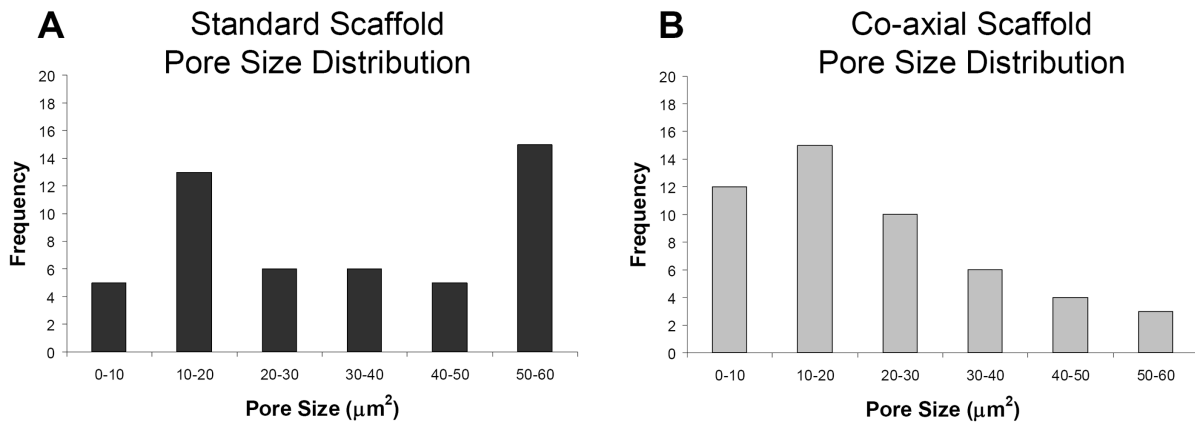 A
Standard Scaffold
Pore Size Distribution
20
18
16
14
12
10
8
6
4
2
0
Frequency
0-10 10-20 20-30 30-40 40-50 50-60
Pore Size (μm²)
B
Co-axial Scaffold
Pore Size Distribution
20
18
16
14
12
10
8
6
4
2
0
Frequency
0-10 10-20 20-30 30-40 40-50 50-60
Pore Size (μm²)